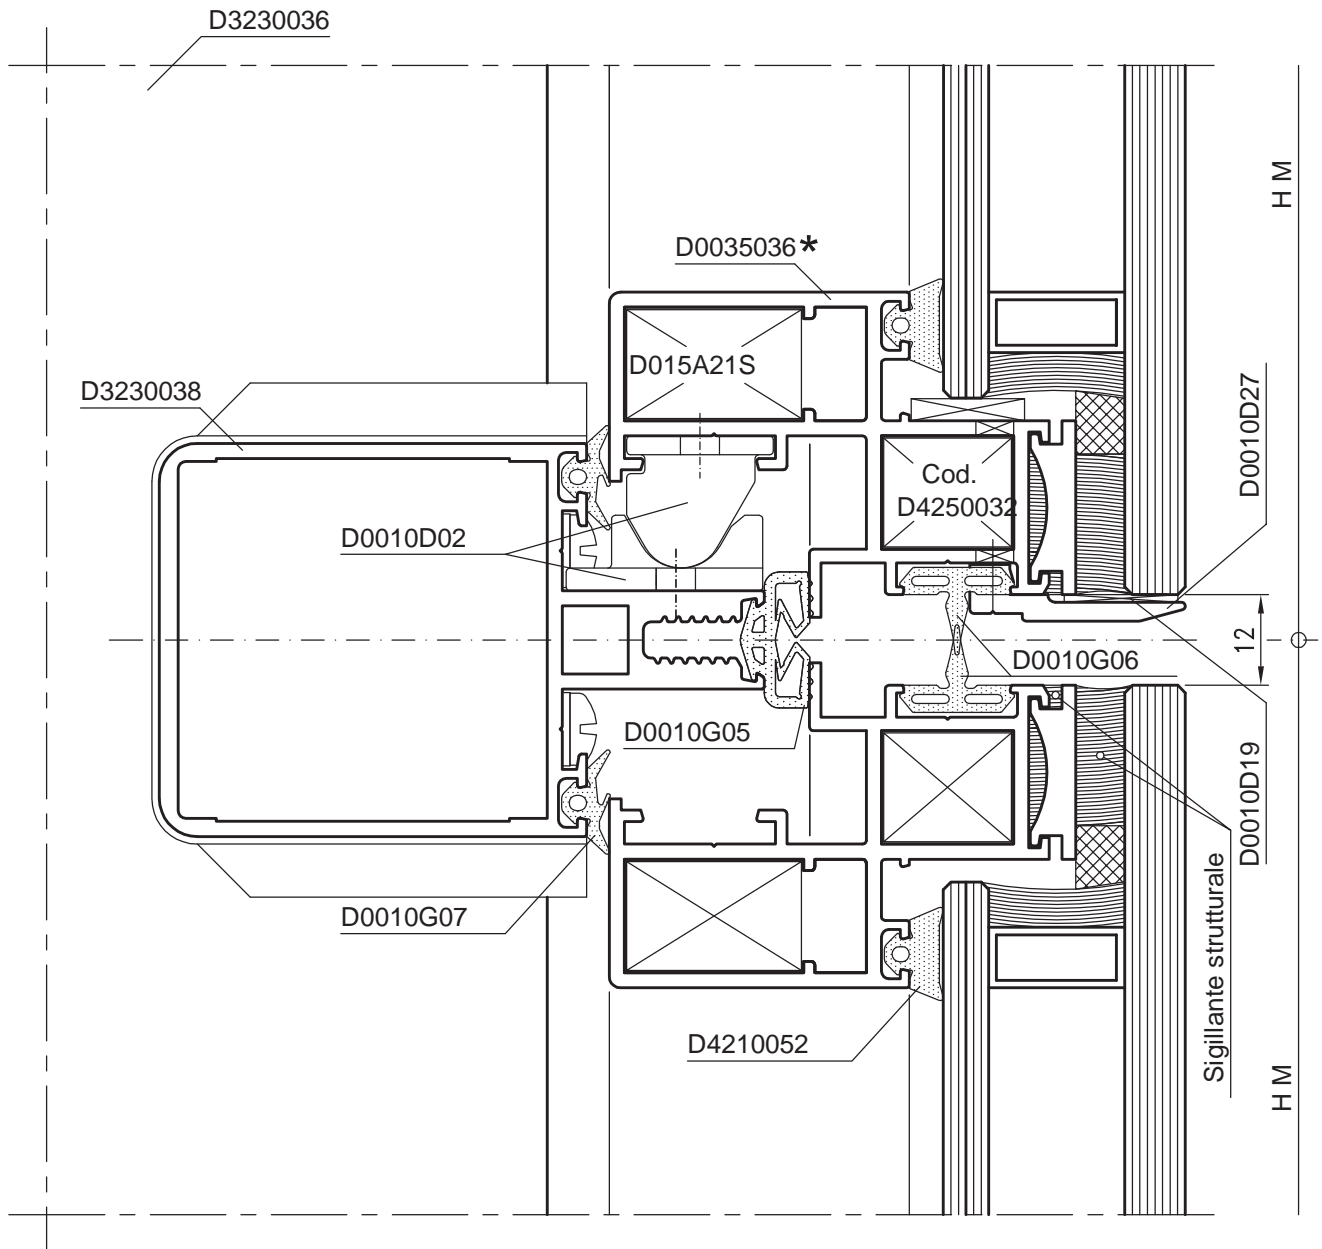 D3230036
H M
D0035036*
D015A21S
D3230038
D0010D27
Cod.
D4250032
D0010D02
12
D0010G06
D0010G05
D0010D19
Sigillante strutturale
D0010G07
D4210052
H M